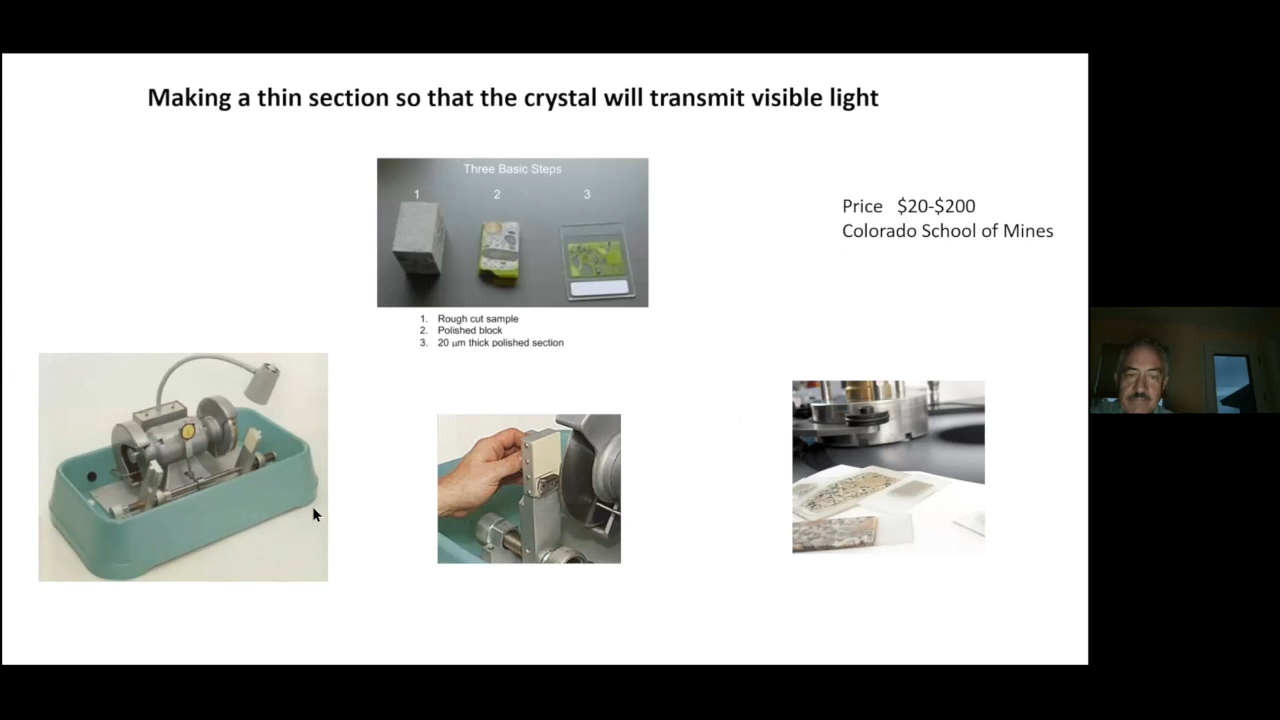 Making a thin section so that the crystal will transmit visible light
Three Basic Steps
1 2 3
Price $20-$200
Colorado School of Mines
1. Rough cut sample
2. Polished block
3. 20 μm thick polished section